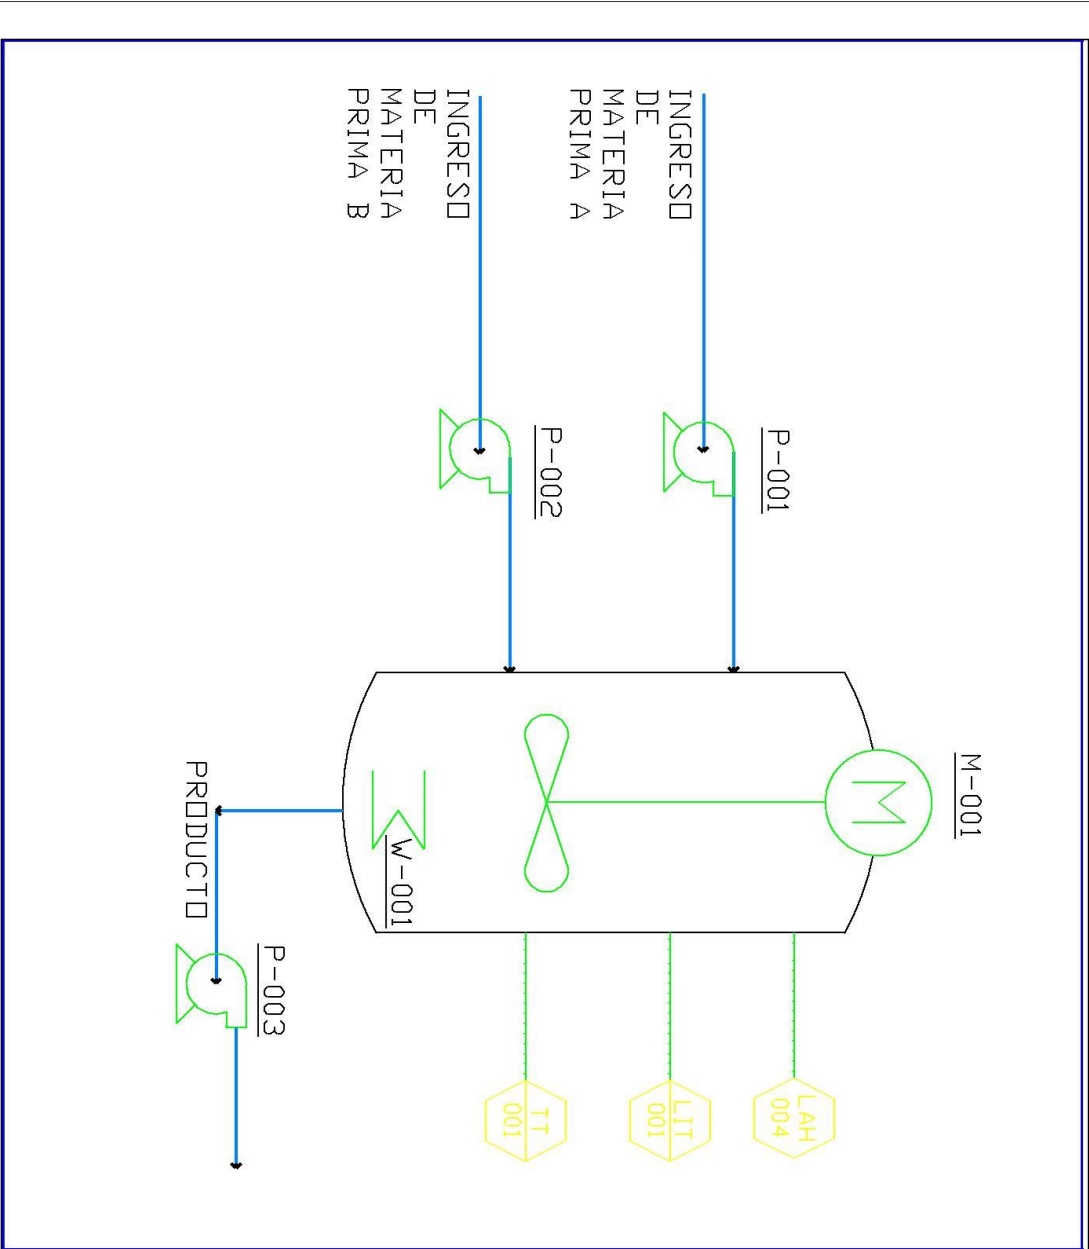 INGRESO
DE
MATERIA
PRIMA A
INGRESO
DE
MATERIA
PRIMA B
P-001
P-002
M-001
M
W-001
PRODUCTO
P-003
LAH
004
LIT
001
TT
001